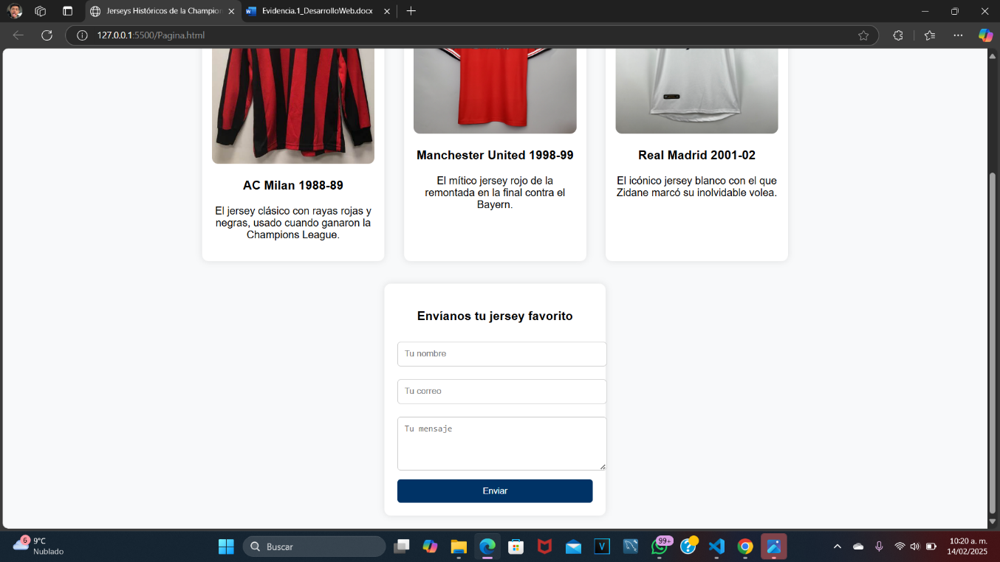 Jerseys Históricos de la Champion
Evidencia.1_DesarrolloWeb.docx
127.0.0.1:5500/Pagina.html
AC Milan 1988-89
El jersey clásico con rayas rojas y
negras, usado cuando ganaron la
Champions League.
Manchester United 1998-99
El mítico jersey rojo de la
remontada en la final contra el
Bayern.
Real Madrid 2001-02
El icónico jersey blanco con el que
Zidane marcó su inolvidable volea.
Envíanos tu jersey favorito
Tu nombre
Tu correo
Tu mensaje
Enviar
6
9°C
Nublado
Buscar
V
99+
10:20 a. m.
14/02/2025